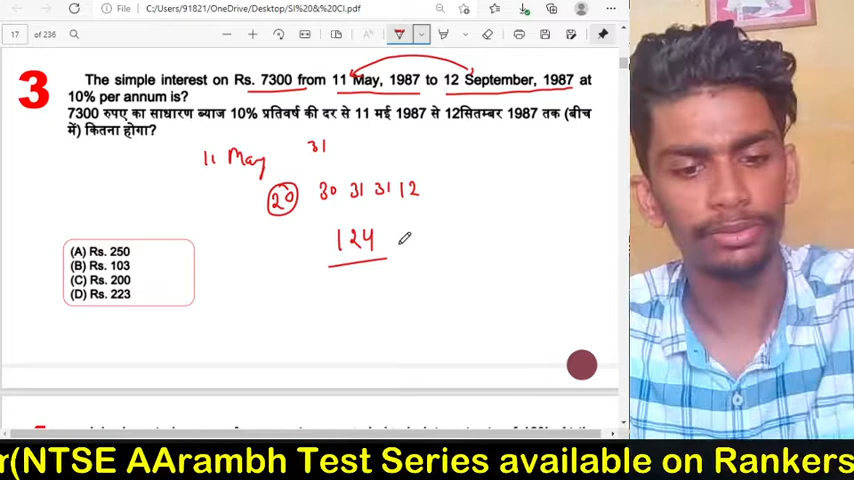 File
C:/Users/91821/OneDrive/SI%20&%20CI.pdf
17 of 236
3
The simple interest on Rs. 7300 from 11 May, 1987 to 12 September, 1987 at
10% per annum is?
7300 रुपए का साधारण ब्याज 10% प्रतिवर्ष की दर से 11 मई 1987 से 12सितम्बर 1987 तक (बीच
में) कितना होगा?
11 May 31
20 30 31 31 12
124
(A) Rs. 250
(B) Rs. 103
(C) Rs. 200
(D) Rs. 223
r(NTSE AArambh Test Series available on Rankers